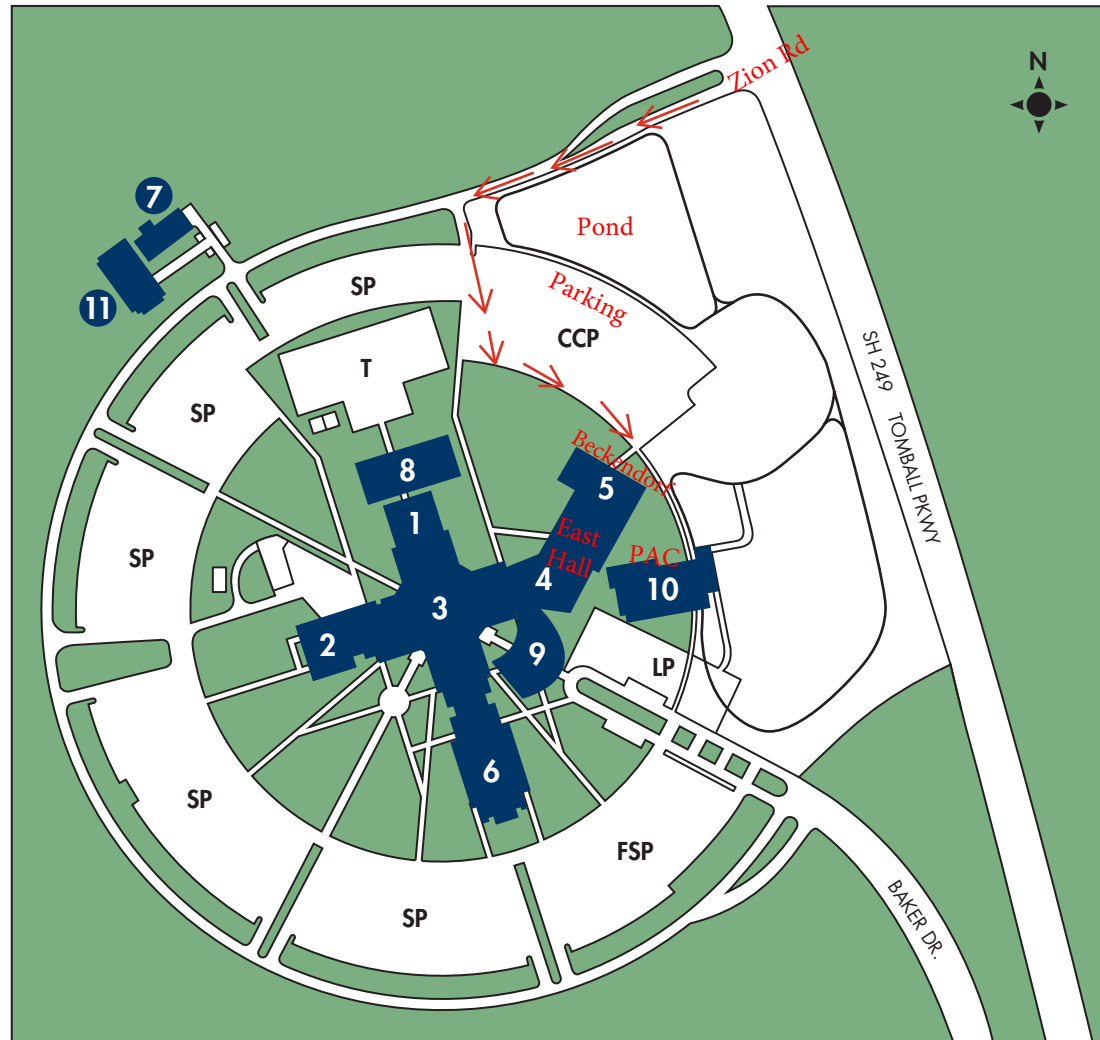 Zion Rd
N
7
Pond
11
SP
Parking
CCP
SH 249 TOMBALL PKWY
T
SP
Beckendorf
8
5
1
East
Hall
PAC
SP
4
10
3
2
9
LP
6
SP
FSP
SP
BAKER DR.